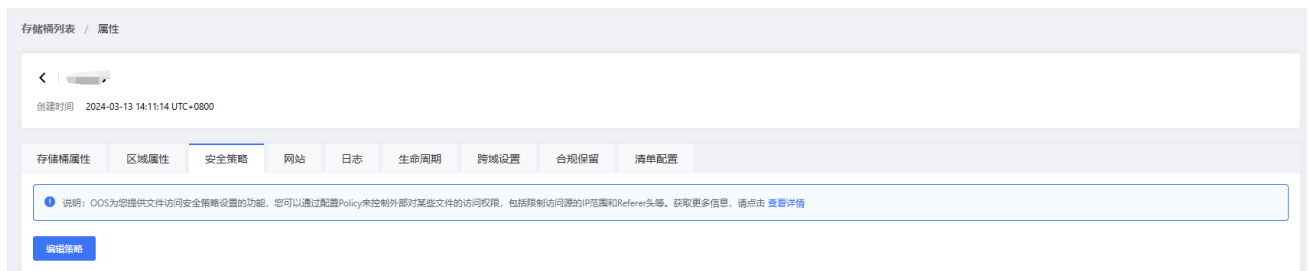 存储桶列表 / 属性
创建时间 2024-03-13 14:11:14 UTC+0800
存储桶属性 区域属性 安全策略 网站 日志 生命周期 跨域设置 合规保留 清单配置
说明：OOS为您提供文件访问安全策略设置的功能，您可以通过配置Policy来控制外部对某些文件的访问权限，包括限制访问源的IP范围和Referer头等。获取更多信息，请点击 查看详情
编辑策略